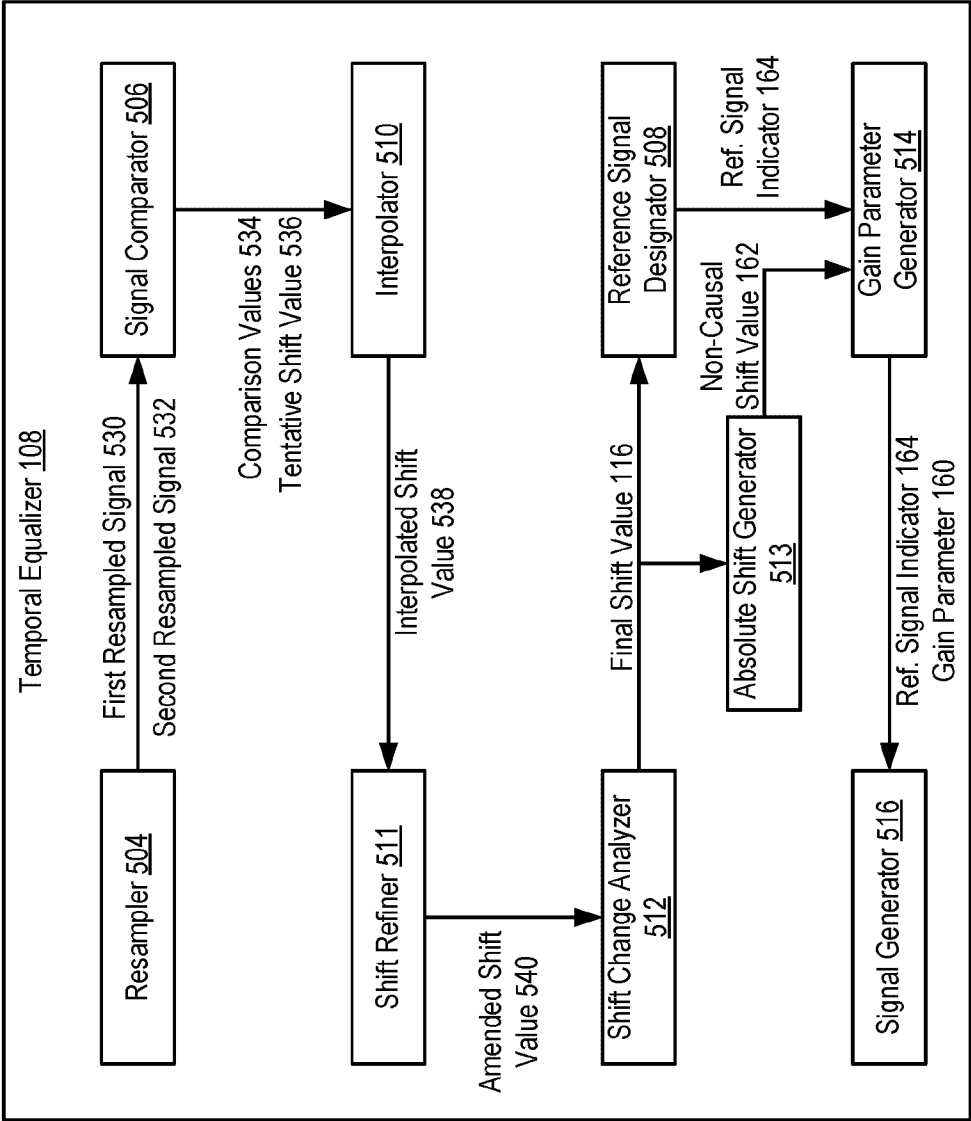 Temporal Equalizer 108
Resampler 504
First Resampled Signal 530
Second Resampled Signal 532
Signal Comparator 506
Comparison Values 534
Tentative Shift Value 536
Interpolator 510
Interpolated Shift
Value 538
Shift Refiner 511
Amended Shift
Value 540
Shift Change Analyzer
512
Final Shift Value 116
Reference Signal
Designator 508
Absolute Shift Generator
513
Non-Causal
Shift Value 162
Ref. Signal
Indicator 164
Gain Parameter
Generator 514
Ref. Signal Indicator 164
Gain Parameter 160
Signal Generator 516